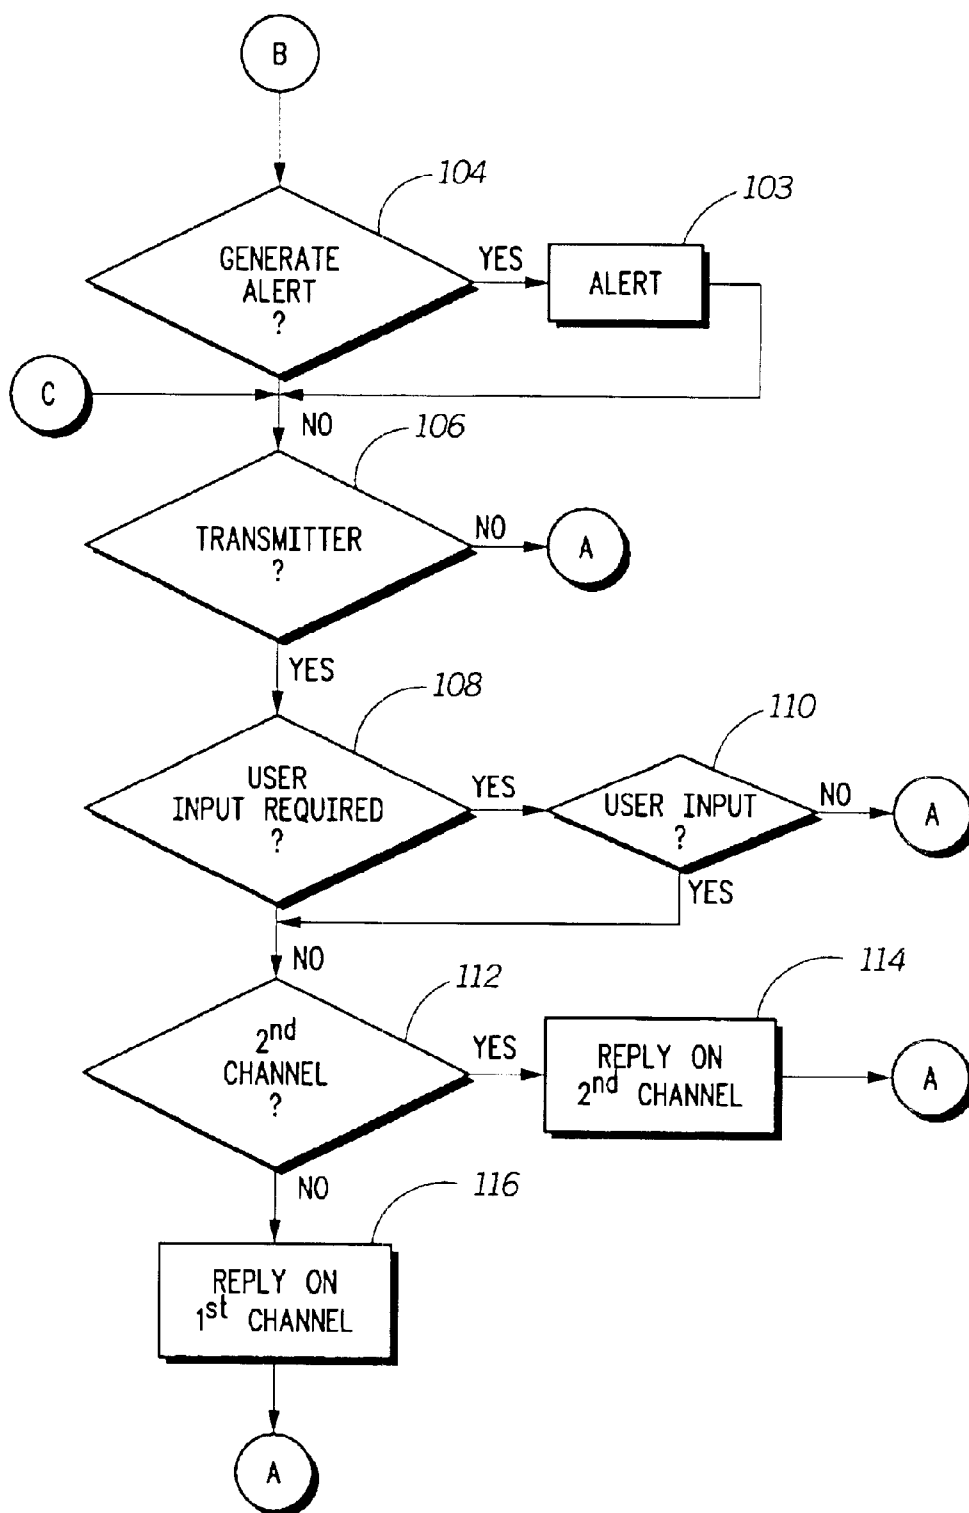 B
104
103
GENERATE
ALERT
?
YES
ALERT
C
NO
106
TRANSMITTER
?
NO
A
YES
108
110
USER
INPUT REQUIRED
?
YES
USER INPUT
?
NO
A
YES
NO
112
114
2nd
CHANNEL
?
YES
REPLY ON
2nd CHANNEL
A
NO
116
REPLY ON
1st CHANNEL
A